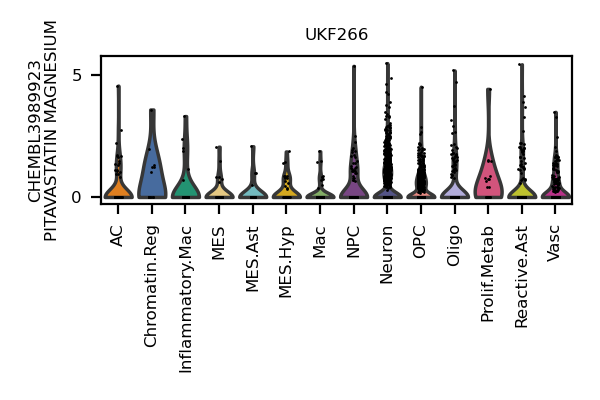 UKF266
CHEMBL3989923
PITAVASTATIN MAGNESIUM
5
0
AC
Chromatin.Reg
Inflammatory.Mac
MES
MES.Ast
MES.Hyp
Mac
NPC
Neuron
OPC
Oligo
Prolif.Metab
Reactive.Ast
Vasc